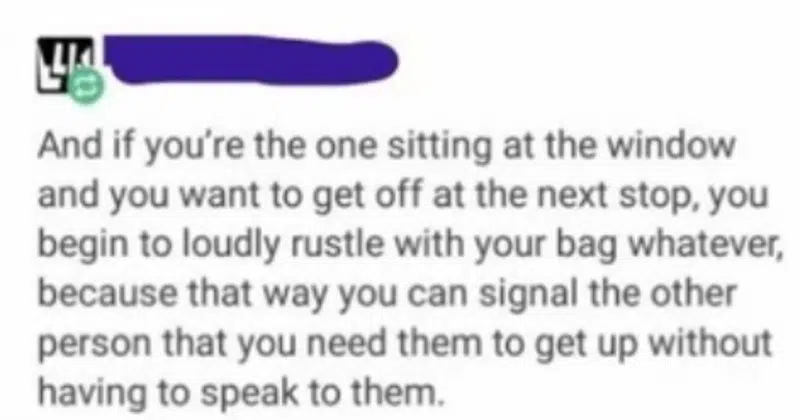 And if you're the one sitting at the window
and you want to get off at the next stop, you
begin to loudly rustle with your bag whatever,
because that way you can signal the other
person that you need them to get up without
having to speak to them.